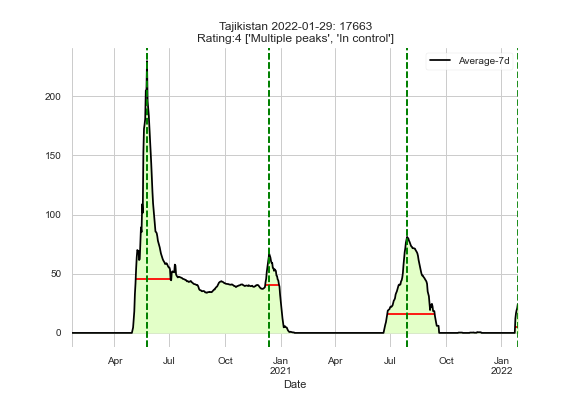 Tajikistan 2022-01-29: 17663
Rating:4 ['Multiple peaks', 'In control']
Average-7d
200
150
100
50
0
Apr Jul Oct Jan Apr Jul Oct Jan
2021 2022
Date